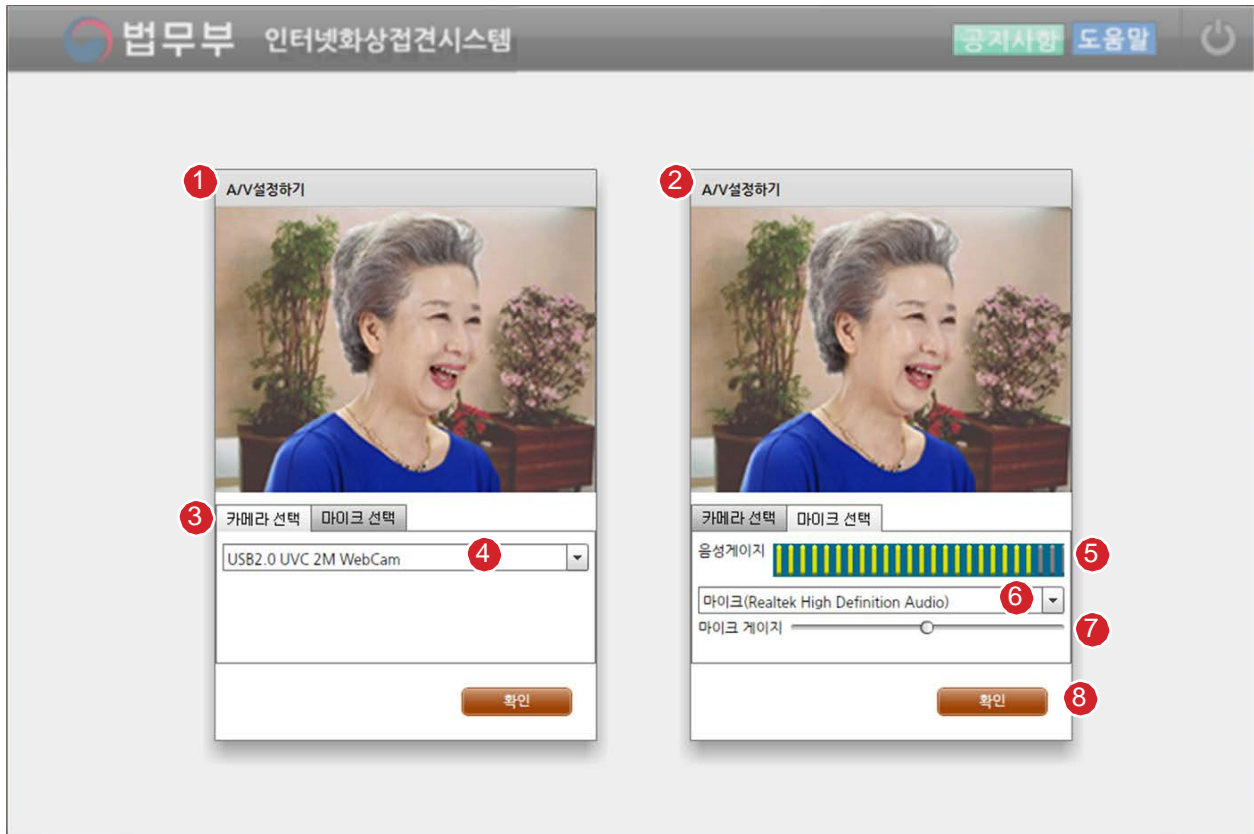 법무부 인터넷화상접견시스템 공지사항 도움말
1 A/V설정하기
3 카메라 선택 마이크 선택
USB2.0 UVC 2M WebCam 4
확인
2 A/V설정하기
카메라 선택 마이크 선택
음성게이지 5
마이크(Realtek High Definition Audio) 6
마이크 게이지 7
확인 8